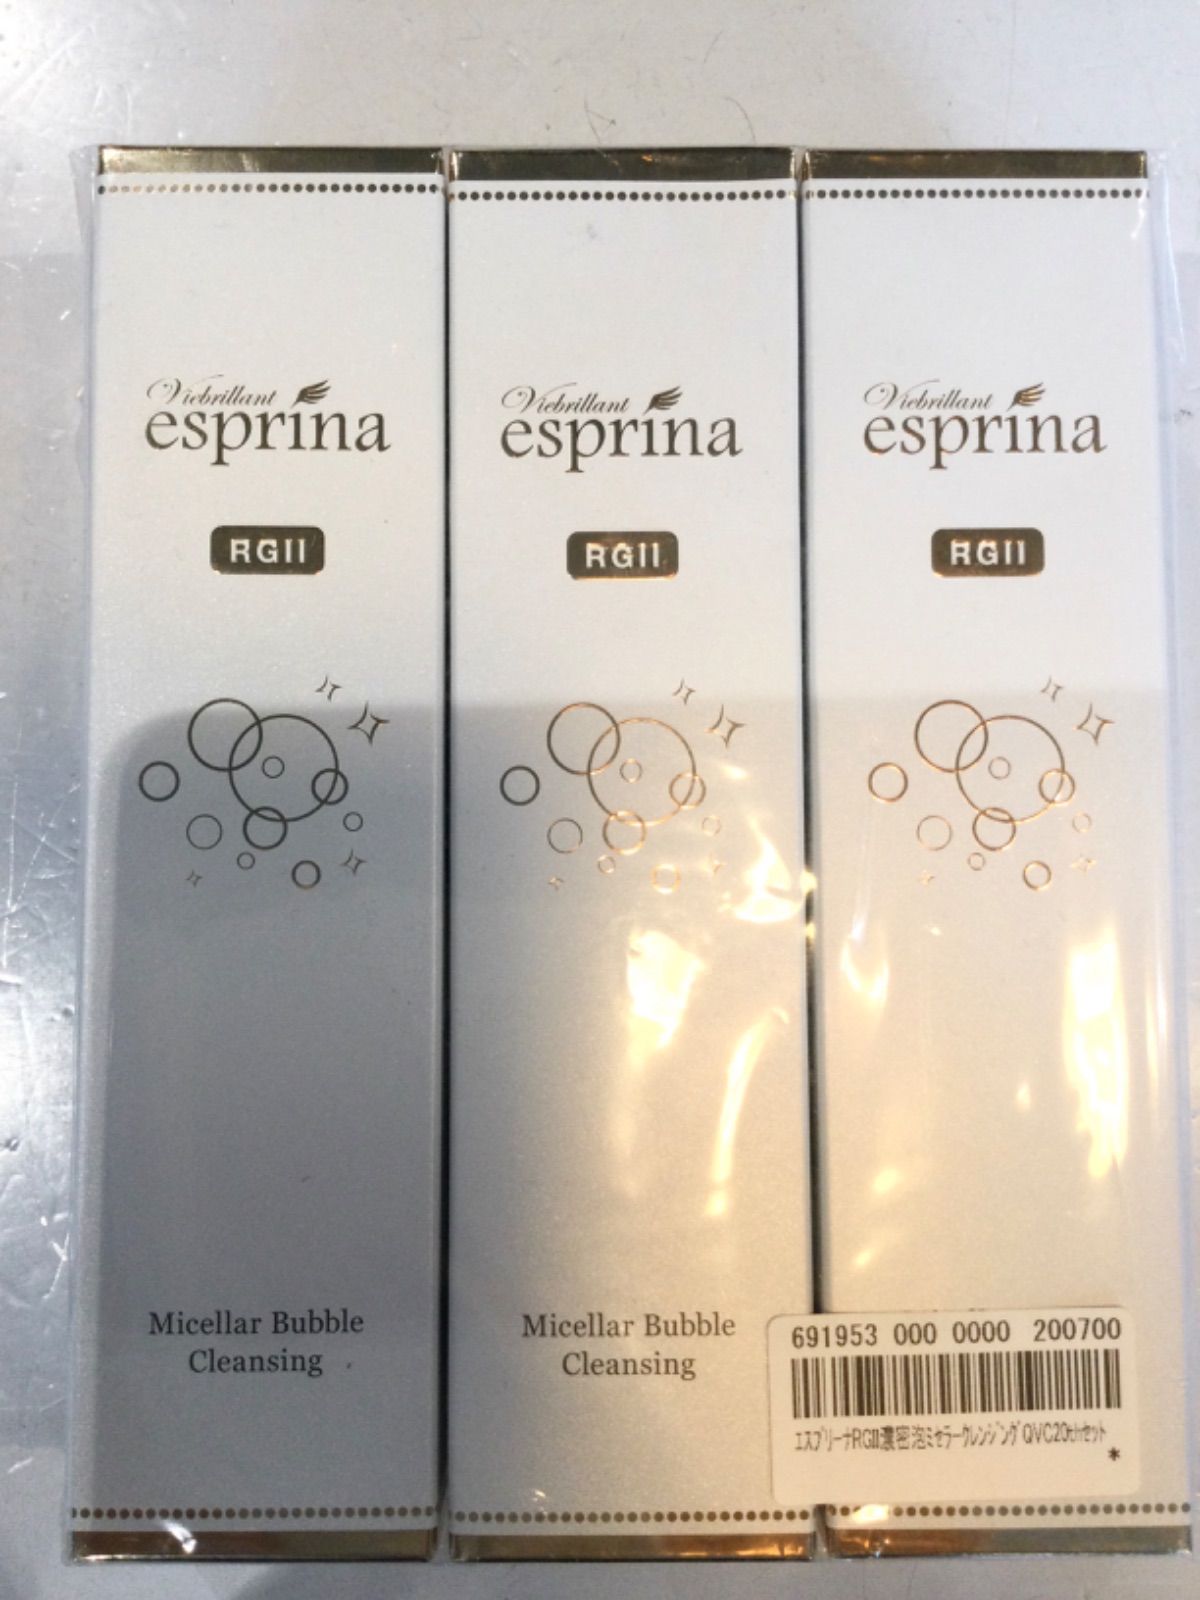 Viebrillant
esprina
RGII
Micellar Bubble
Cleansing
Viebrillant
esprina
RGII
Micellar Bubble
Cleansing
Viebrillant
esprina
RGII
691953 000 0000 200700
ｴｽﾌﾟﾘｰﾅRGII濃密泡ﾐｾﾗｰｸﾚﾝｼﾞﾝｸﾞQVC20thｾｯﾄ
*